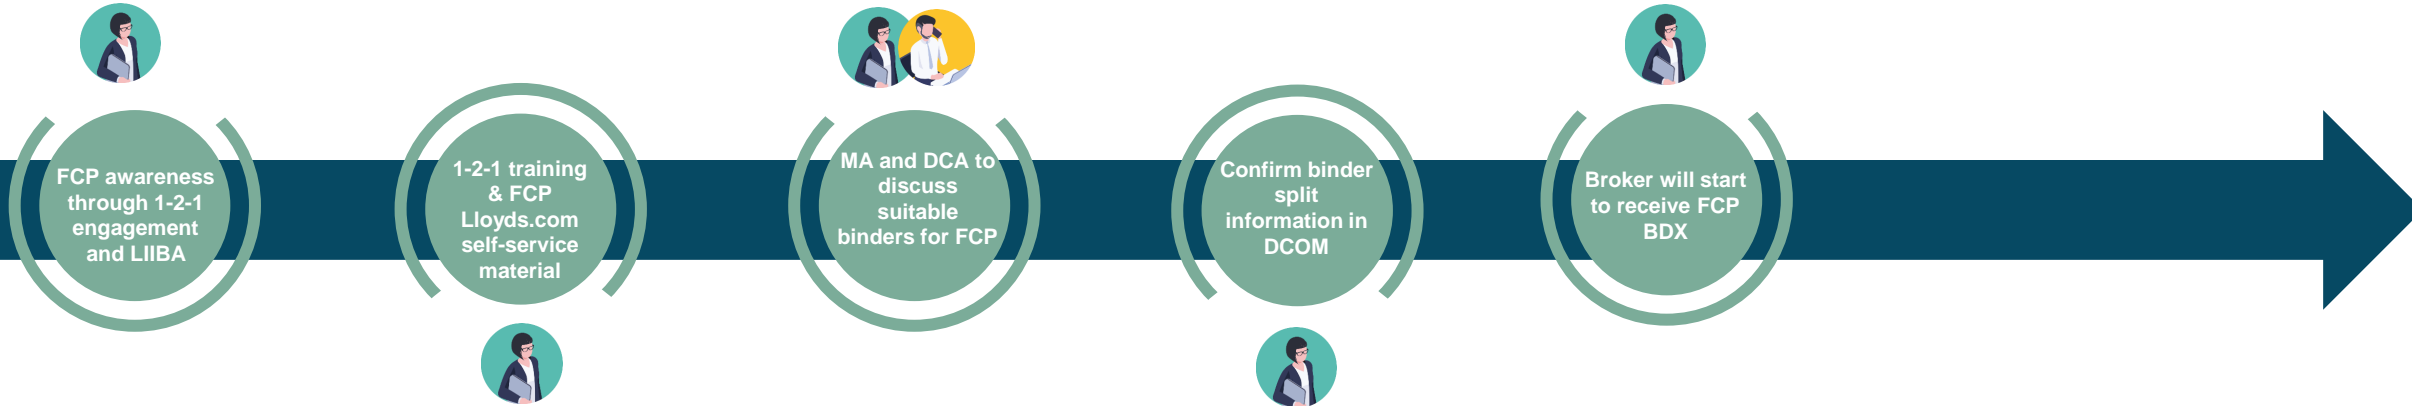 FCP awareness
through 1-2-1
engagement
and LIIBA
1-2-1 training
& FCP
Lloyds.com
self-service
material
MA and DCA to
discuss
suitable
binders for FCP
Confirm binder
split
information in
DCOM
Broker will start
to receive FCP
BDX